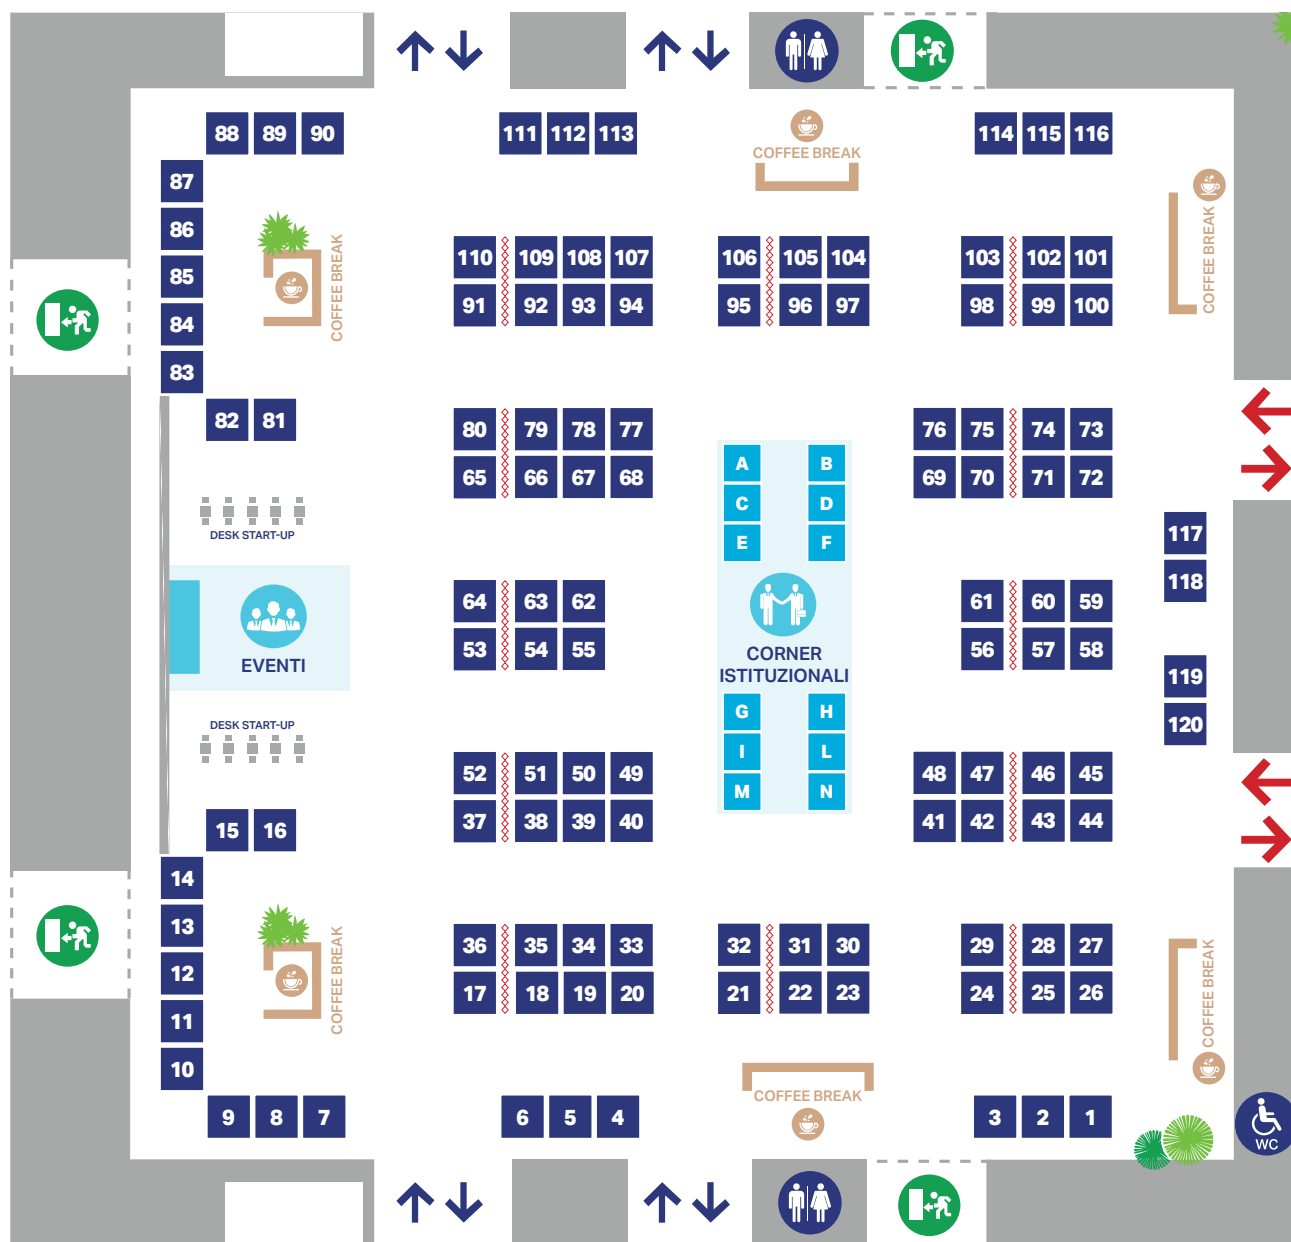 88 89 90
111 112 113
COFFEE BREAK
114 115 116
87
86
85
84
83
COFFEE BREAK
110 109 108 107
91 92 93 94
106 105 104
95 96 97
103 102 101
98 99 100
COFFEE BREAK
82 81
80 79 78 77
65 66 67 68
A B
C D
E F
76 75 74 73
69 70 71 72
DESK START-UP
117
118
EVENTI
64 63 62
53 54 55
CORNER
ISTITUZIONALI
61 60 59
56 57 58
119
120
DESK START-UP
G H
I L
M N
52 51 50 49
37 38 39 40
48 47 46 45
41 42 43 44
15 16
14
13
12
11
10
COFFEE BREAK
36 35 34 33
17 18 19 20
32 31 30
21 22 23
29 28 27
24 25 26
COFFEE BREAK
9 8 7
6 5 4
COFFEE BREAK
3 2 1
WC